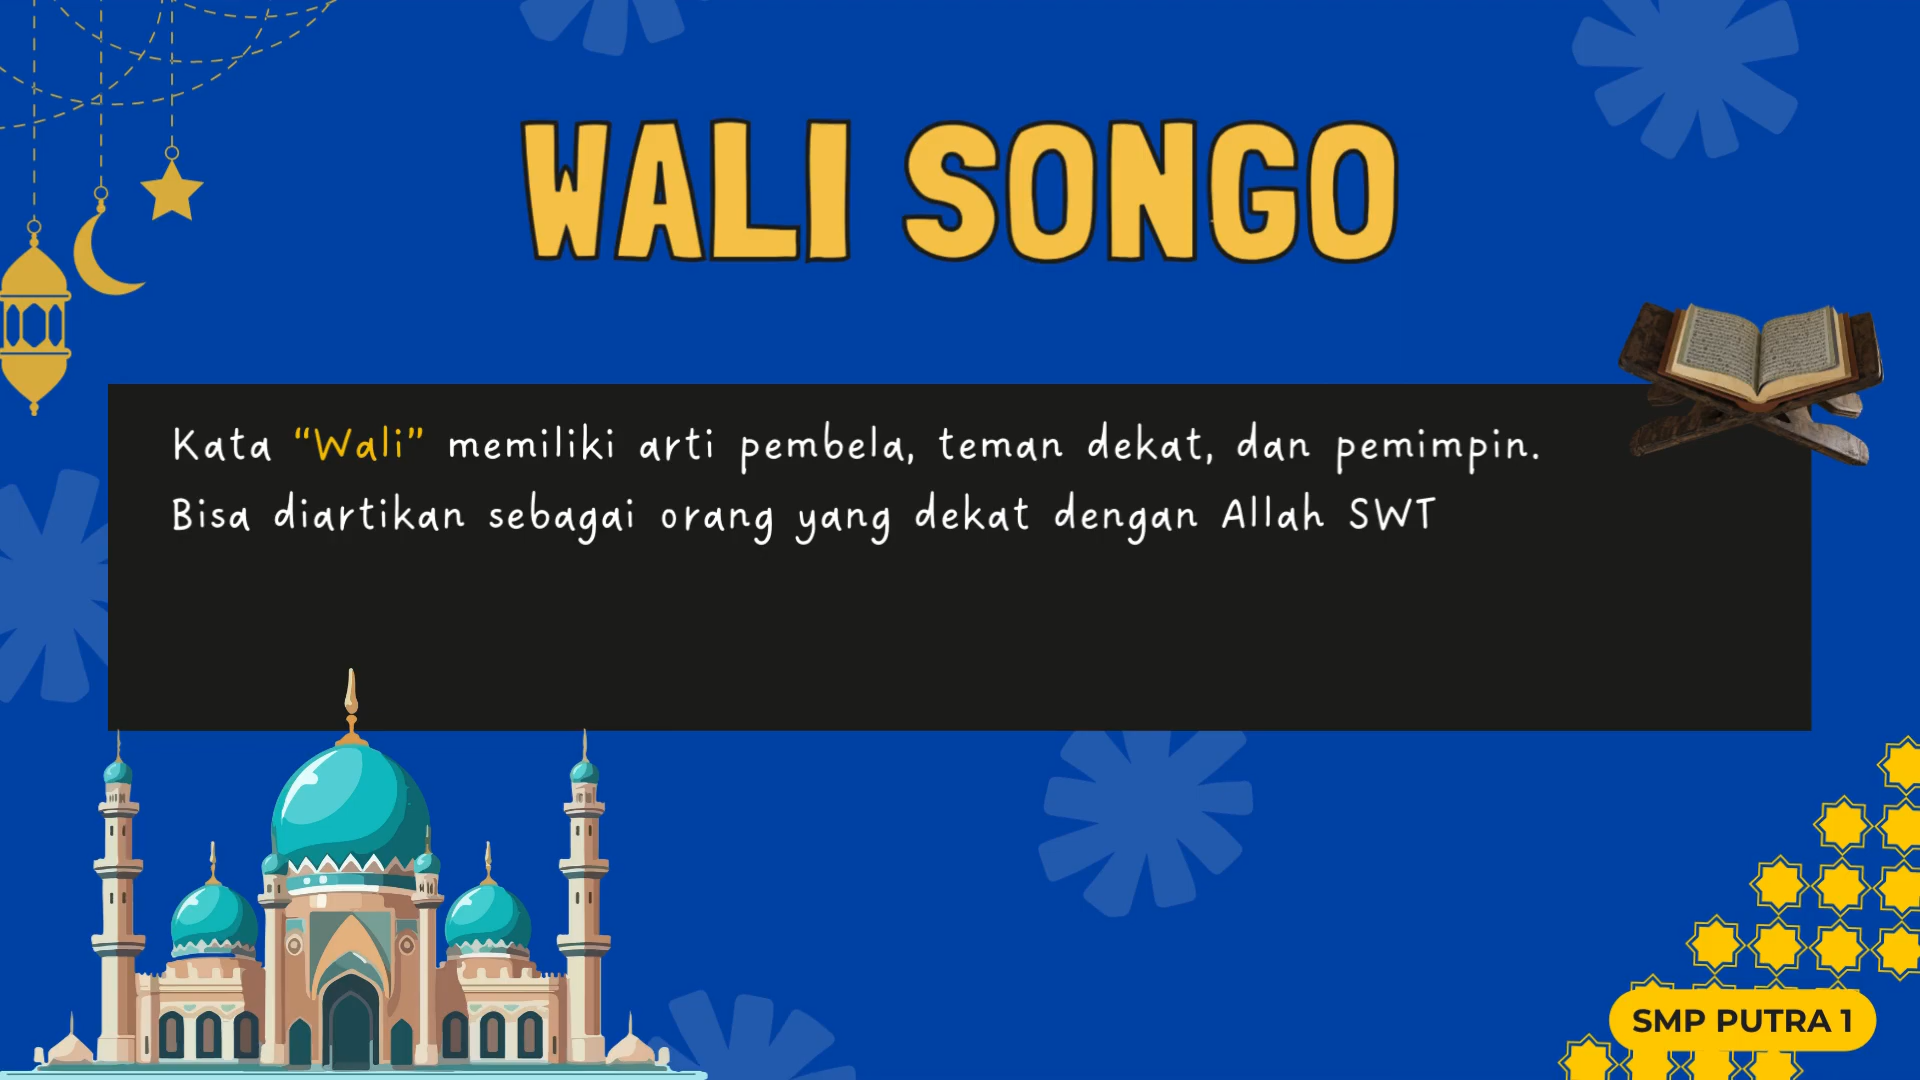 WALI SONGO
Kata “Wali” memiliki arti pembela, teman dekat, dan pemimpin.
Bisa diartikan sebagai orang yang dekat dengan Allah SWT
SMP PUTRA 1